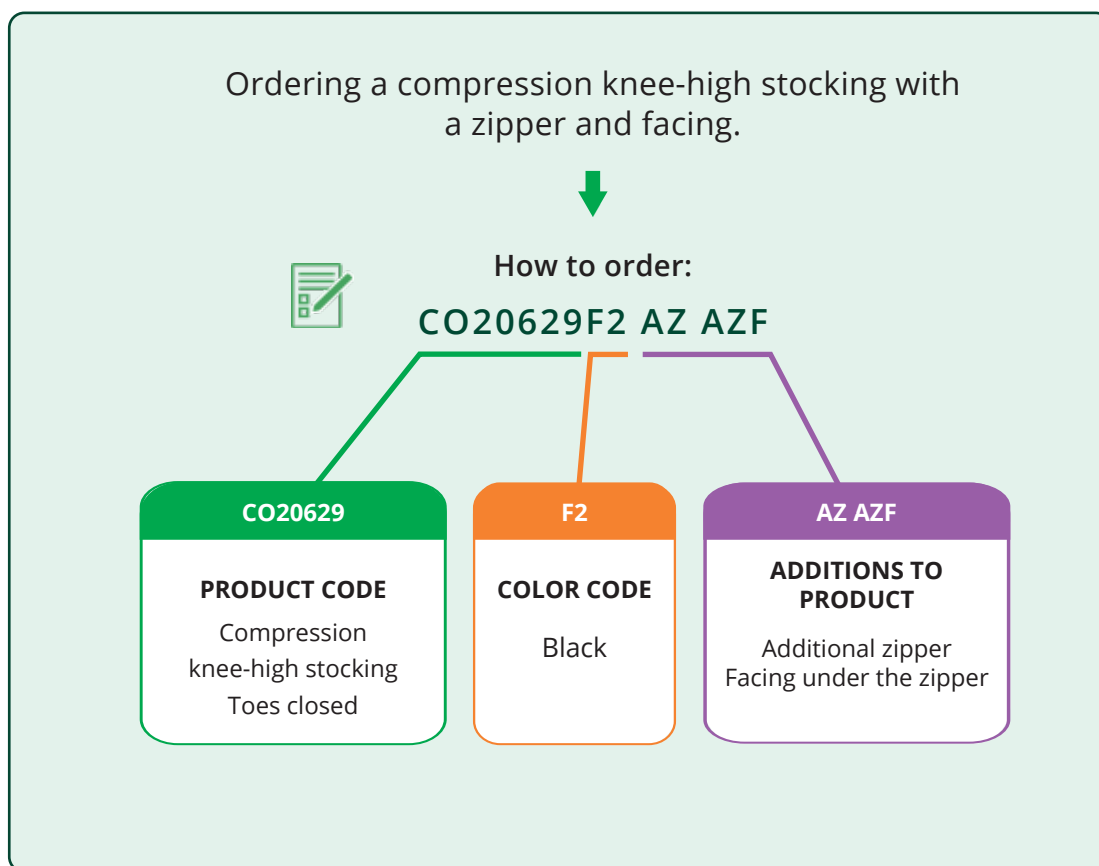 Ordering a compression knee-high stocking with
a zipper and facing.
How to order:
CO20629F2 AZ AZF
CO20629
PRODUCT CODE
Compression
knee-high stocking
Toes closed
F2
COLOR CODE
Black
AZ AZF
ADDITIONS TO
PRODUCT
Additional zipper
Facing under the zipper